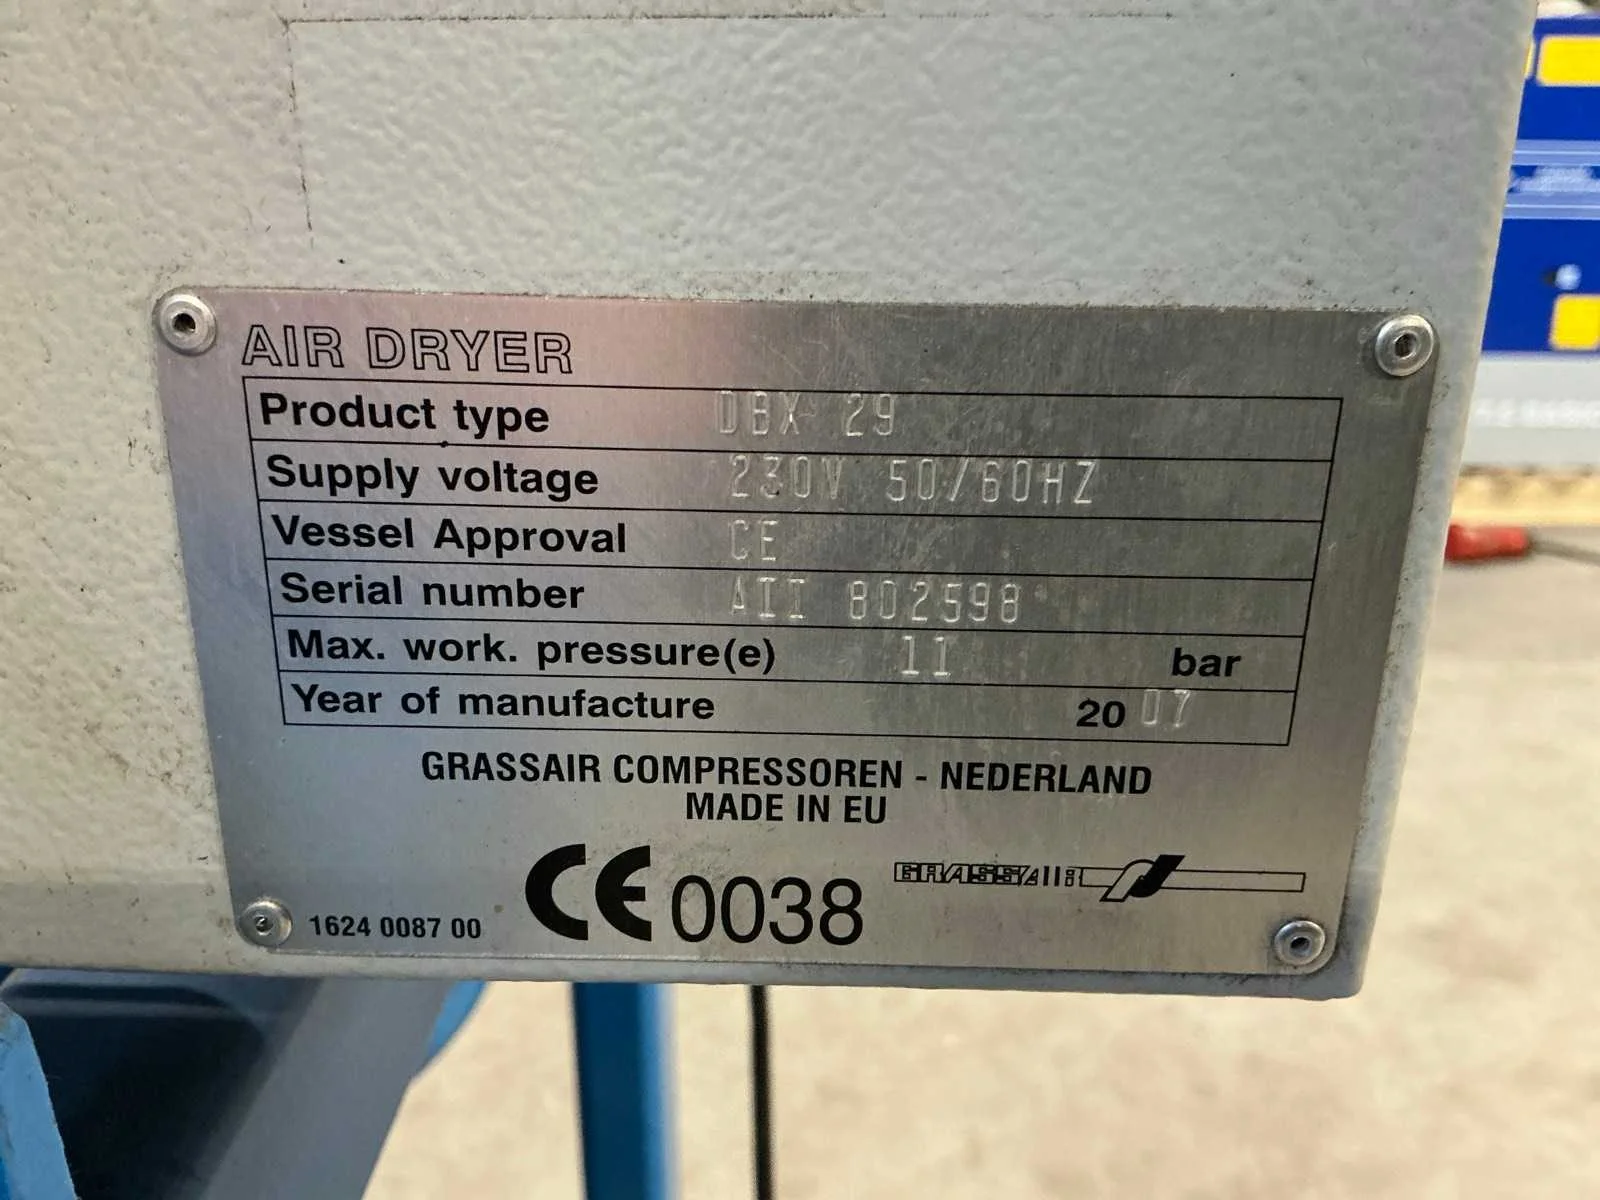 AIR DRYER
Product type DBX 29
Supply voltage 230V 50/60HZ
Vessel Approval CE
Serial number AII 802598
Max. work. pressure(e) 11 bar
Year of manufacture 20 07
GRASSAIR COMPRESSOREN - NEDERLAND
MADE IN EU
1624 0087 00 CE 0038 GRASSAIR